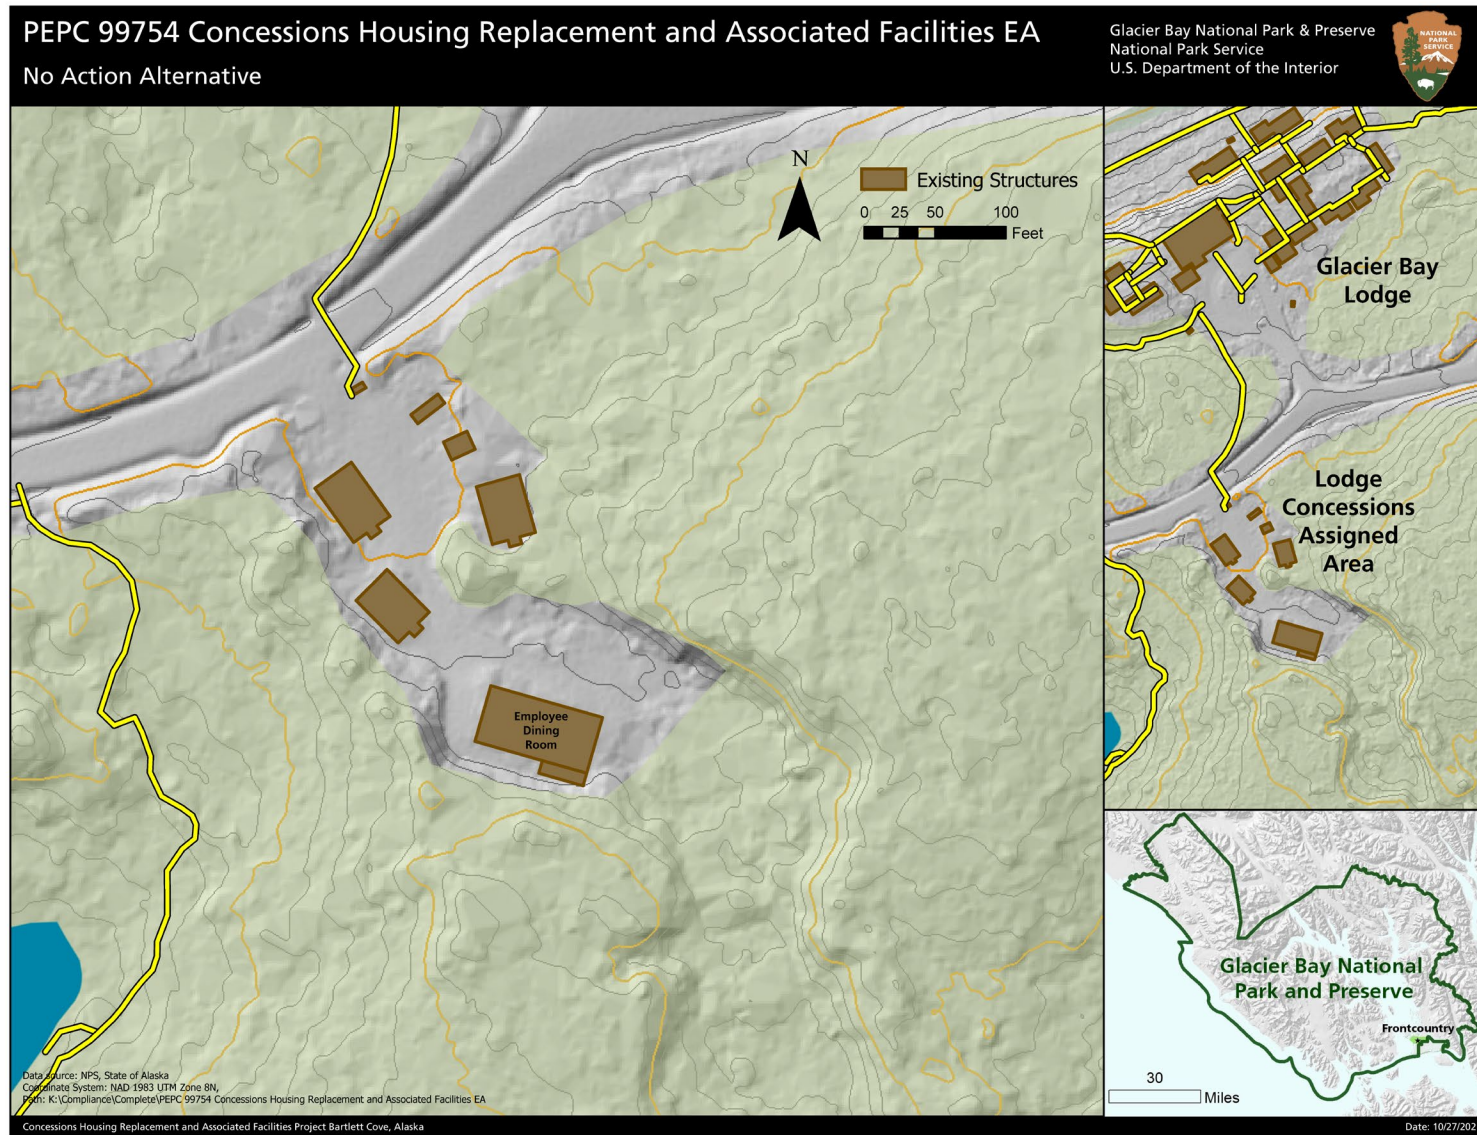 PEPC 99754 Concessions Housing Replacement and Associated Facilities EA
No Action Alternative
Glacier Bay National Park & Preserve
National Park Service
U.S. Department of the Interior
NATIONAL
PARK
SERVICE
N
Existing Structures
0 25 50 100
Feet
Employee
Dining
Room
Glacier Bay
Lodge
Lodge
Concessions
Assigned
Area
Glacier Bay National
Park and Preserve
Frontcountry
30
Miles
Data source: NPS, State of Alaska
Coordinate System: NAD 1983 UTM Zone 8N,
Path: K:\Compliance\Complete\PEPC 99754 Concessions Housing Replacement and Associated Facilities EA
Concessions Housing Replacement and Associated Facilities Project Bartlett Cove, Alaska
Date: 10/27/202